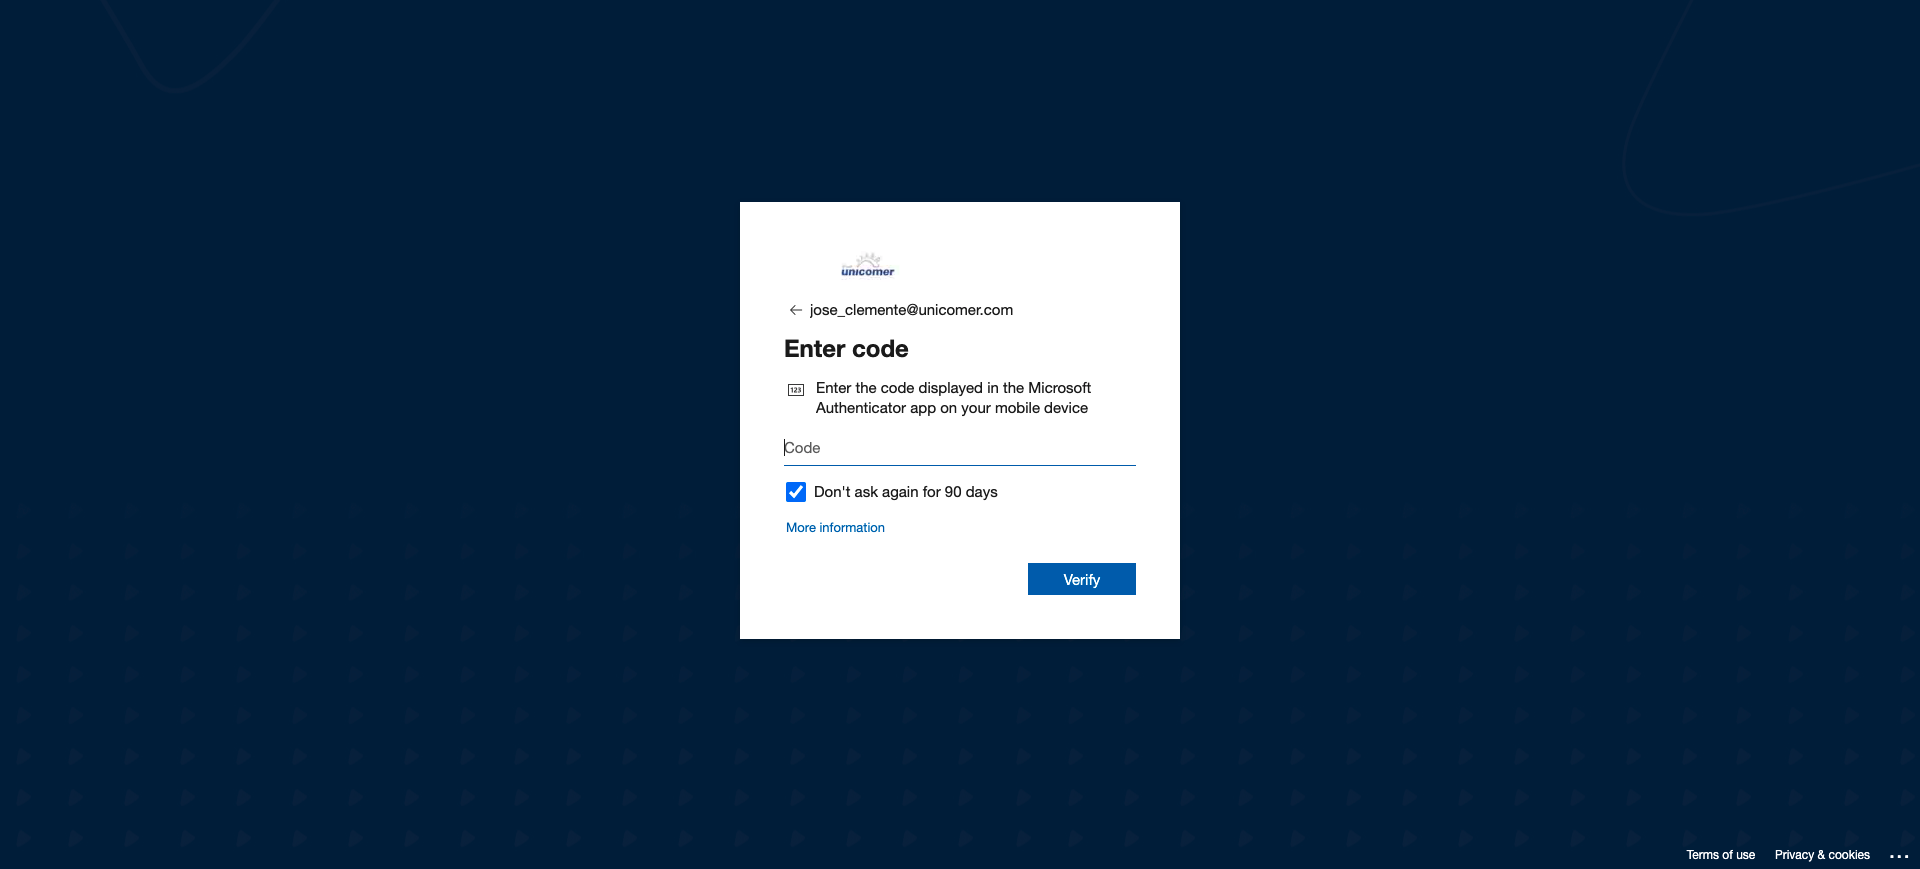 unicomer
jose_clemente@unicomer.com
Enter code
123
Enter the code displayed in the Microsoft
Authenticator app on your mobile device
Code
Don't ask again for 90 days
More information
Verify
Terms of use
Privacy & cookies